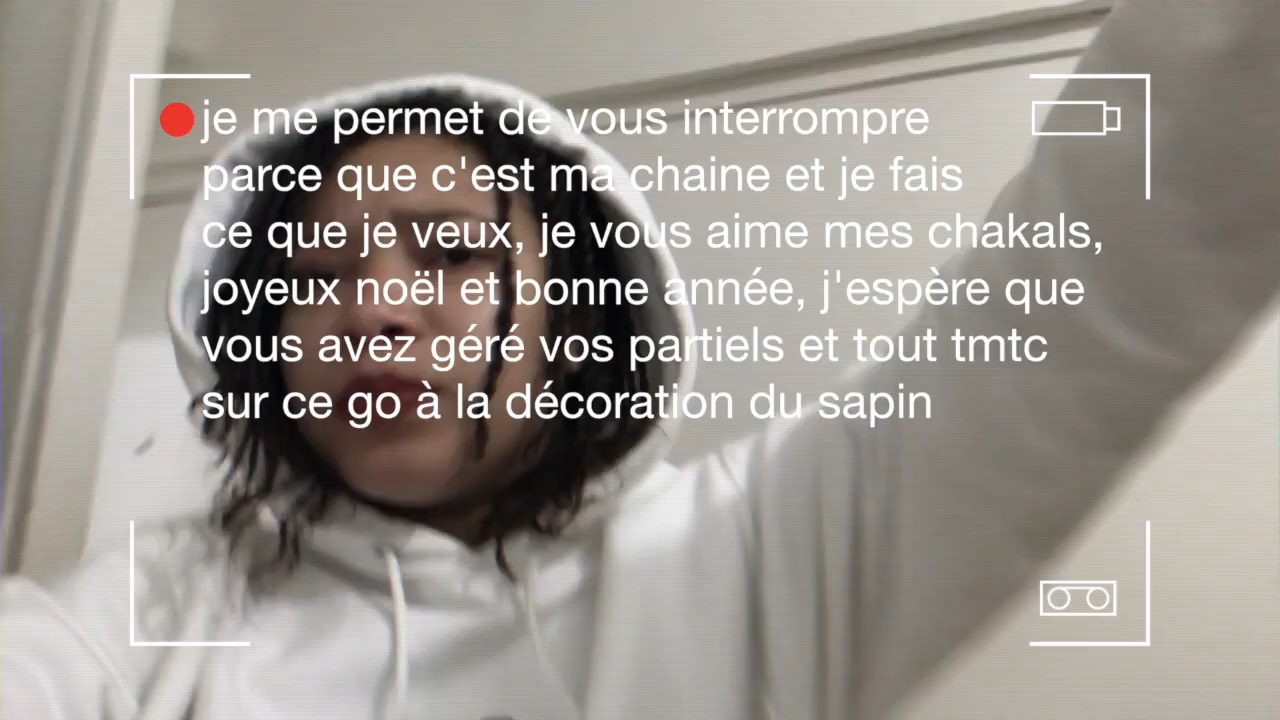 je me permet de vous interrompre
parce que c'est ma chaine et je fais
ce que je veux, je vous aime mes chakals,
joyeux noël et bonne année, j'espère que
vous avez géré vos partiels et tout tmtc
sur ce go à la décoration du sapin